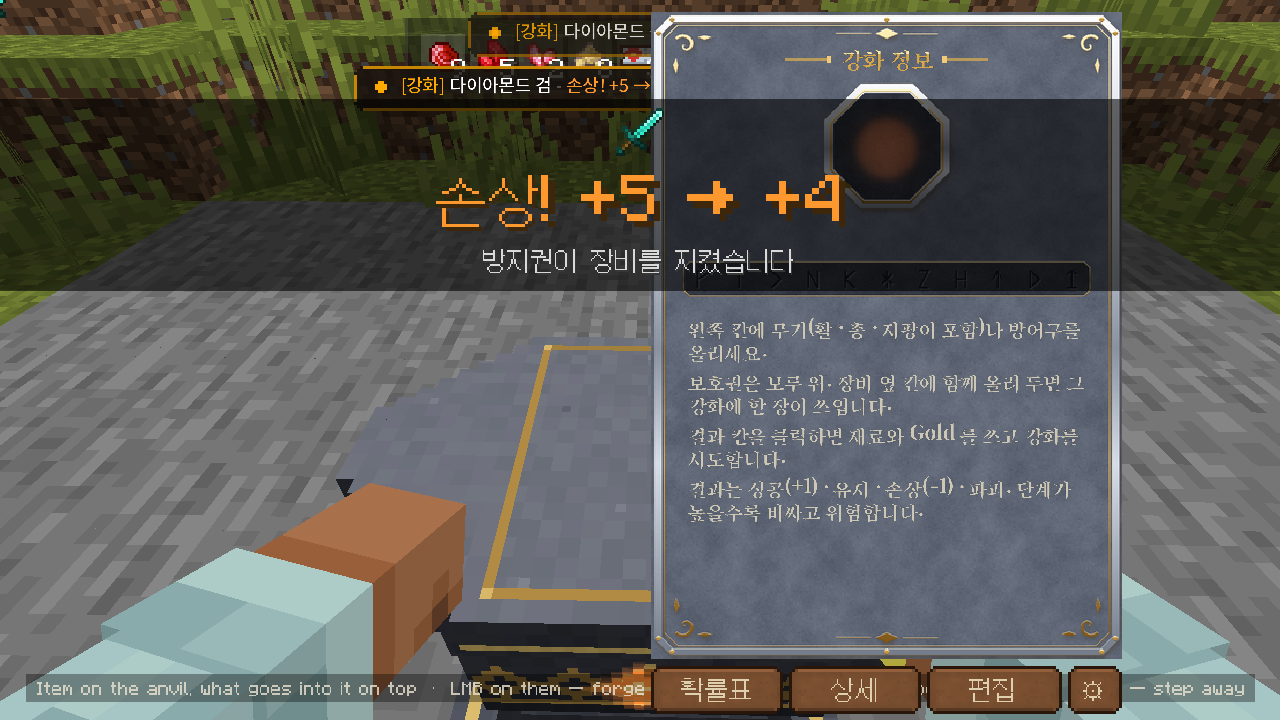 [강화] 다이아몬드
강화 정보
[강화] 다이아몬드 검 - 손상! +5 →
손상! +5 → +4
방지권이 장비를 지켰습니다
왼쪽 칸에 무기(활 · 총 · 지팡이 포함)나 방어구를
올리세요.
보호권은 모루 위, 장비 옆 칸에 함께 올려 두면 그
강화에 한 장이 쓰입니다.
결과 칸을 클릭하면 재료와 Gold 를 쓰고 강화를
시도합니다.
결과는 성공(+1) · 유지 · 손상(-1) · 파괴. 단계가
높을수록 비싸고 위험합니다.
Item on the anvil, what goes into it on top · LMB on them — forge
확률표
상세
편집
— step away